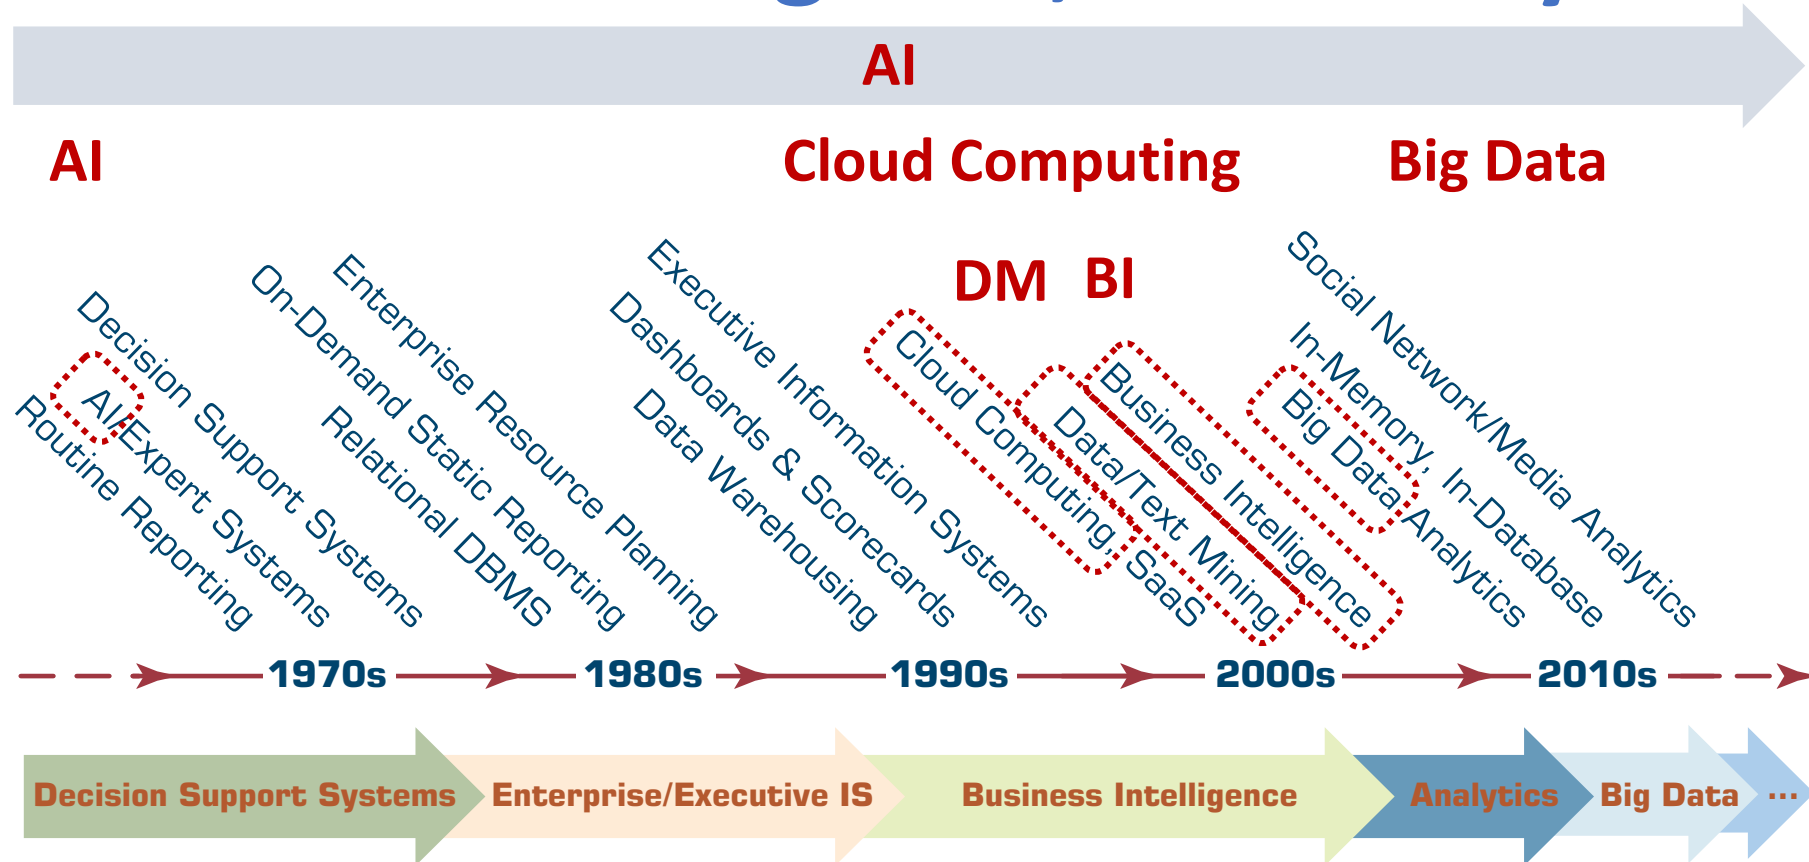 AI
AI
Cloud Computing
Big Data
DM
BI
Routine Reporting
AI/Expert Systems
Decision Support Systems
Relational DBMS
On-Demand Static Reporting
Enterprise Resource Planning
Data Warehousing
Dashboards & Scorecards
Executive Information Systems
Cloud Computing, SaaS
Data/Text Mining
Business Intelligence
Big Data Analytics
In-Memory, In-Database
Social Network/Media Analytics
1970s
1980s
1990s
2000s
2010s
Decision Support Systems
Enterprise/Executive IS
Business Intelligence
Analytics
Big Data
...